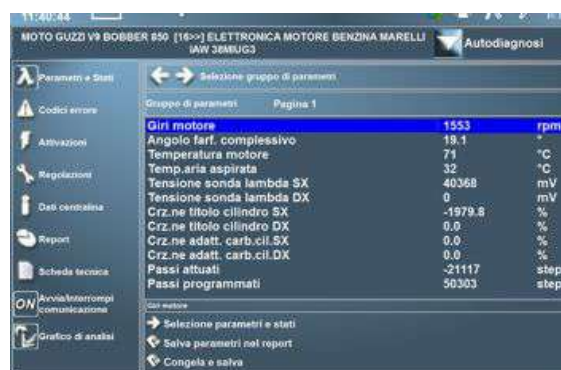 11:40:44
MOTO GUZZI V9 BOBBER 850 [16>>] ELETTRONICA MOTORE BENZINA MARELLI
IAW 38MIUG3
Autodiagnosi
Parametri e Stati
Codici errore
Attivazioni
Regolazioni
Dati centralina
Report
Scheda tecnica
ON Avvia/Interrompi
comunicazione
Grafico di analisi
Selezione gruppo di parametri
Gruppo di parametri Pagina 1
Giri motore 1553 rpm
Angolo farf. complessivo 19.1 °
Temperatura motore 71 °C
Temp.aria aspirata 32 °C
Tensione sonda lambda SX 40368 mV
Tensione sonda lambda DX 0 mV
Crz.ne titolo cilindro SX -1979.8 %
Crz.ne titolo cilindro DX 0.0 %
Crz.ne adatt. carb.cil.SX 0.0 %
Crz.ne adatt. carb.cil.DX 0.0 %
Passi attuati -21117 step
Passi programmati 50303 step
Giri motore
Selezione parametri e stati
Salva parametri nel report
Congela e salva